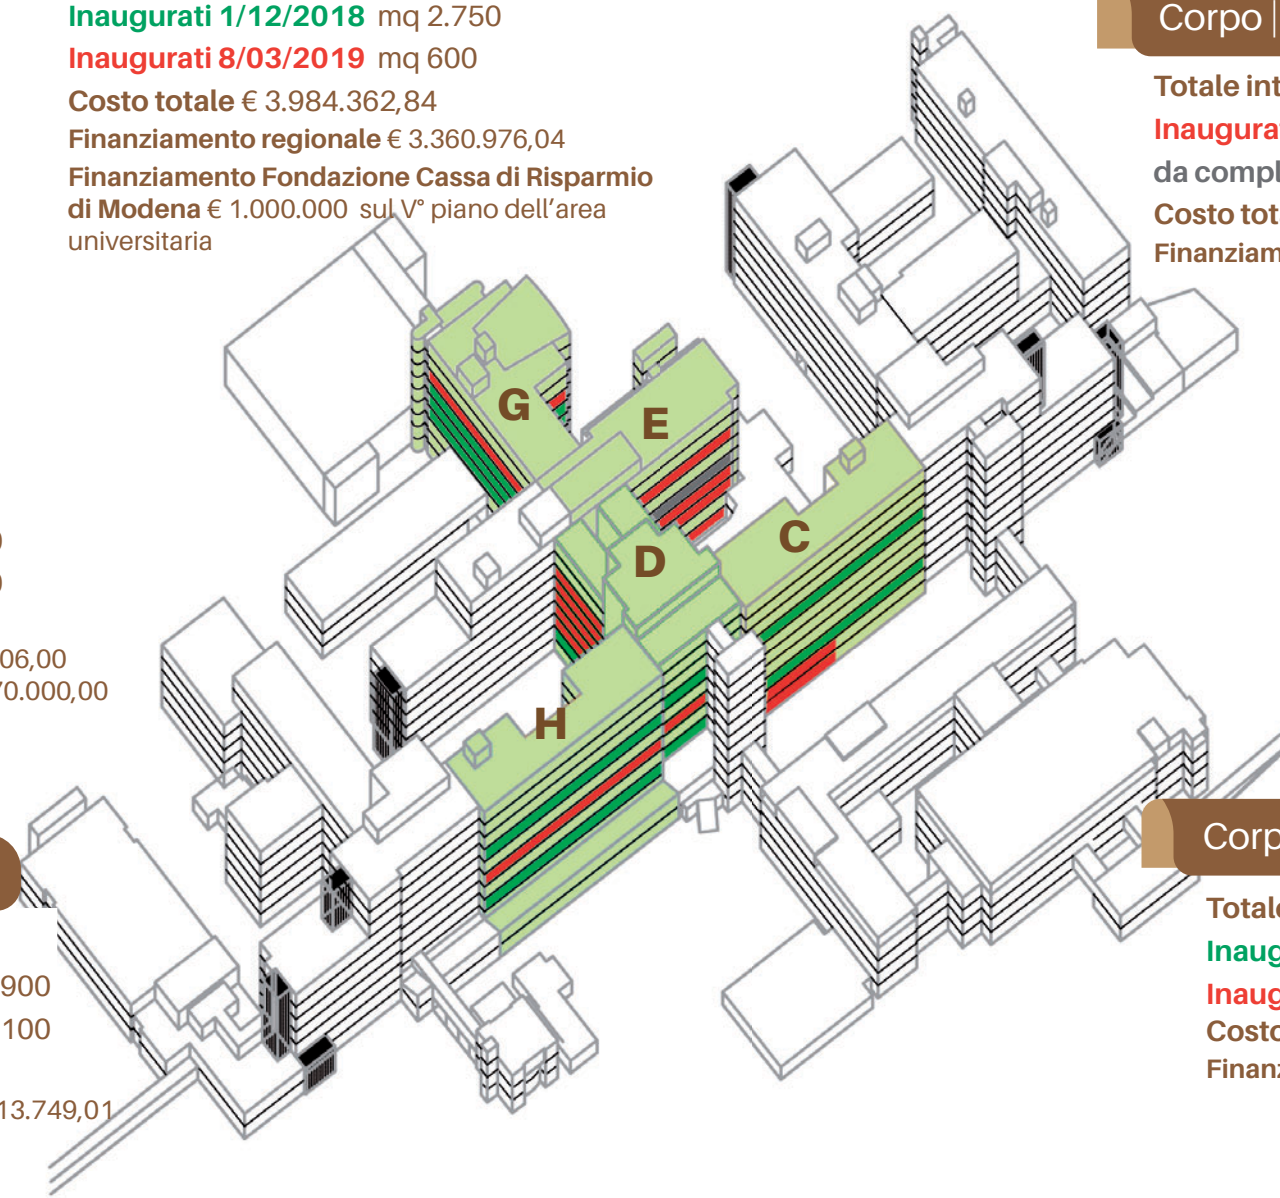 Inaugurati 1/12/2018 mq 2.750
Inaugurati 8/03/2019 mq 600
Costo totale € 3.984.362,84
Finanziamento regionale € 3.360.976,04
Finanziamento Fondazione Cassa di Risparmio
di Modena € 1.000.000 sul V° piano dell'area
universitaria
Corpo |
Totale int
Inaugurat
da compl
Costo tot
Finanziam
G
E
C
D
H
0
0
06,00
70.000,00
900
100
13.749,01
Corp
Totale
Inaug
Inaug
Costo
Finanz